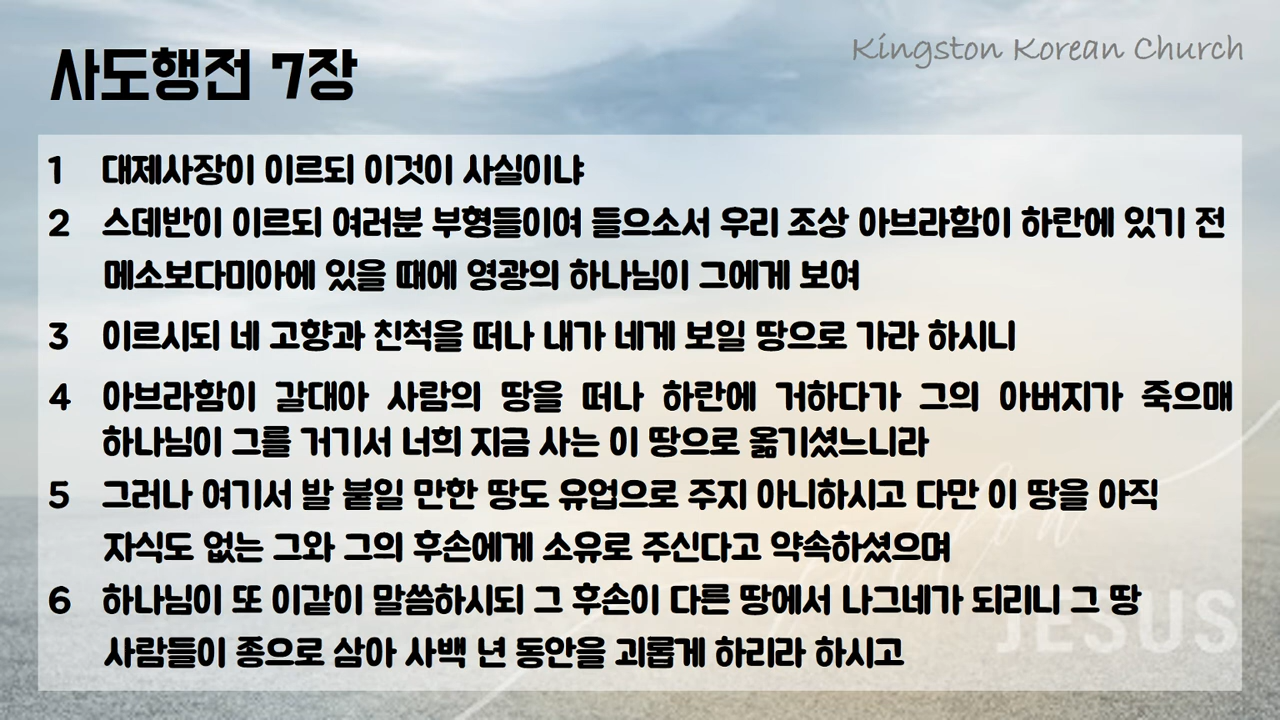 사도행전 7장
Kingston Korean Church
1 대제사장이 이르되 이것이 사실이냐
2 스데반이 이르되 여러분 부형들이여 들으소서 우리 조상 아브라함이 하란에 있기 전
메소보다미아에 있을 때에 영광의 하나님이 그에게 보여
3 이르시되 네 고향과 친척을 떠나 내가 네게 보일 땅으로 가라 하시니
4 아브라함이 갈대아 사람의 땅을 떠나 하란에 거하다가 그의 아버지가 죽으매
하나님이 그를 거기서 너희 지금 사는 이 땅으로 옮기셨느니라
5 그러나 여기서 발 붙일 만한 땅도 유업으로 주지 아니하시고 다만 이 땅을 아직
자식도 없는 그와 그의 후손에게 소유로 주신다고 약속하셨으며
6 하나님이 또 이같이 말씀하시되 그 후손이 다른 땅에서 나그네가 되리니 그 땅
사람들이 종으로 삼아 사백 년 동안을 괴롭게 하리라 하시고
JESUS